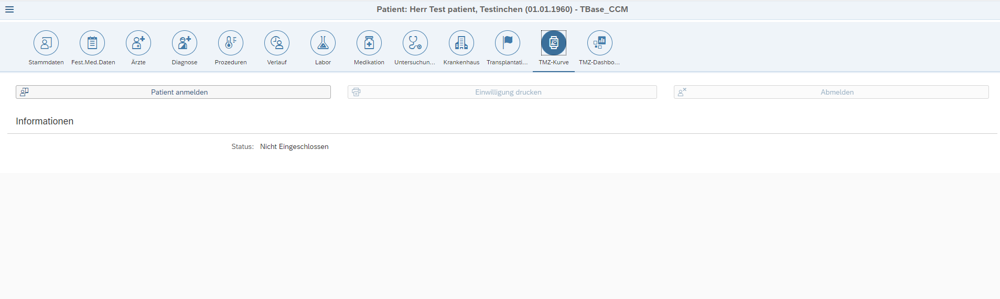 Patient: Herr Test patient, Testinchen (01.01.1960) - TBase_CCM
Stammdaten Fest.Med.Daten Ärzte Diagnose Prozeduren Verlauf Labor Medikation Untersuchun... Krankenhaus Transplantati... TMZ-Kurve TMZ-Dashbo...
Patient anmelden Einwilligung drucken Abmelden
Informationen
Status: Nicht Eingeschlossen